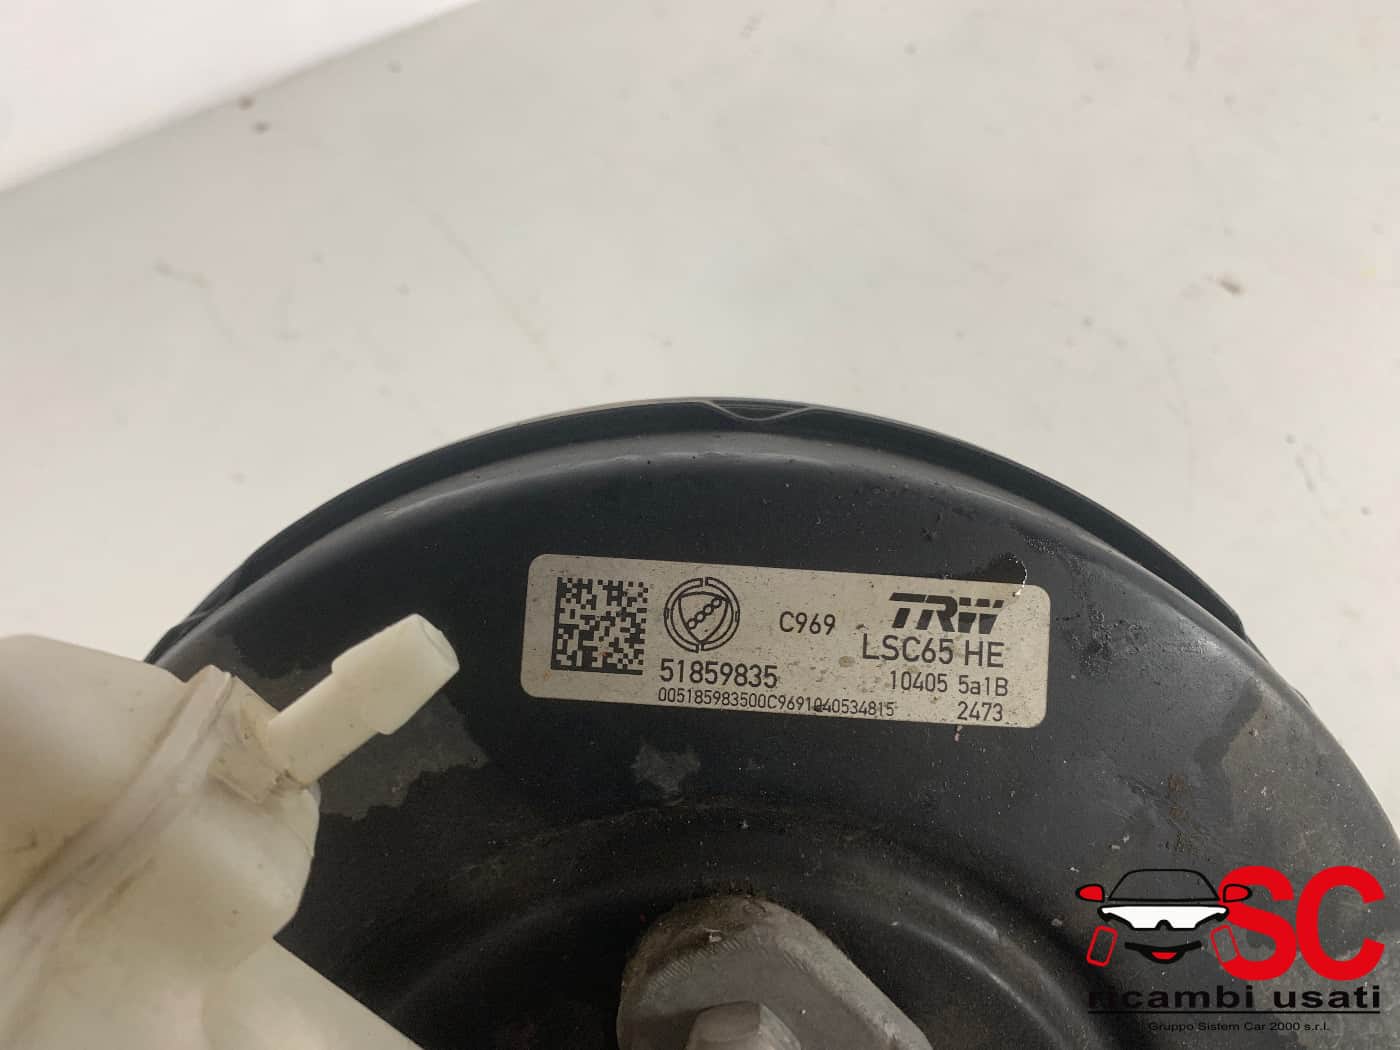 C969
TRW
LSC65 HE
51859835
10405 5a1B
005185983500C9691040534815
2473
SC
ricambi usati
Gruppo Sistem Car 2000 s.r.l.